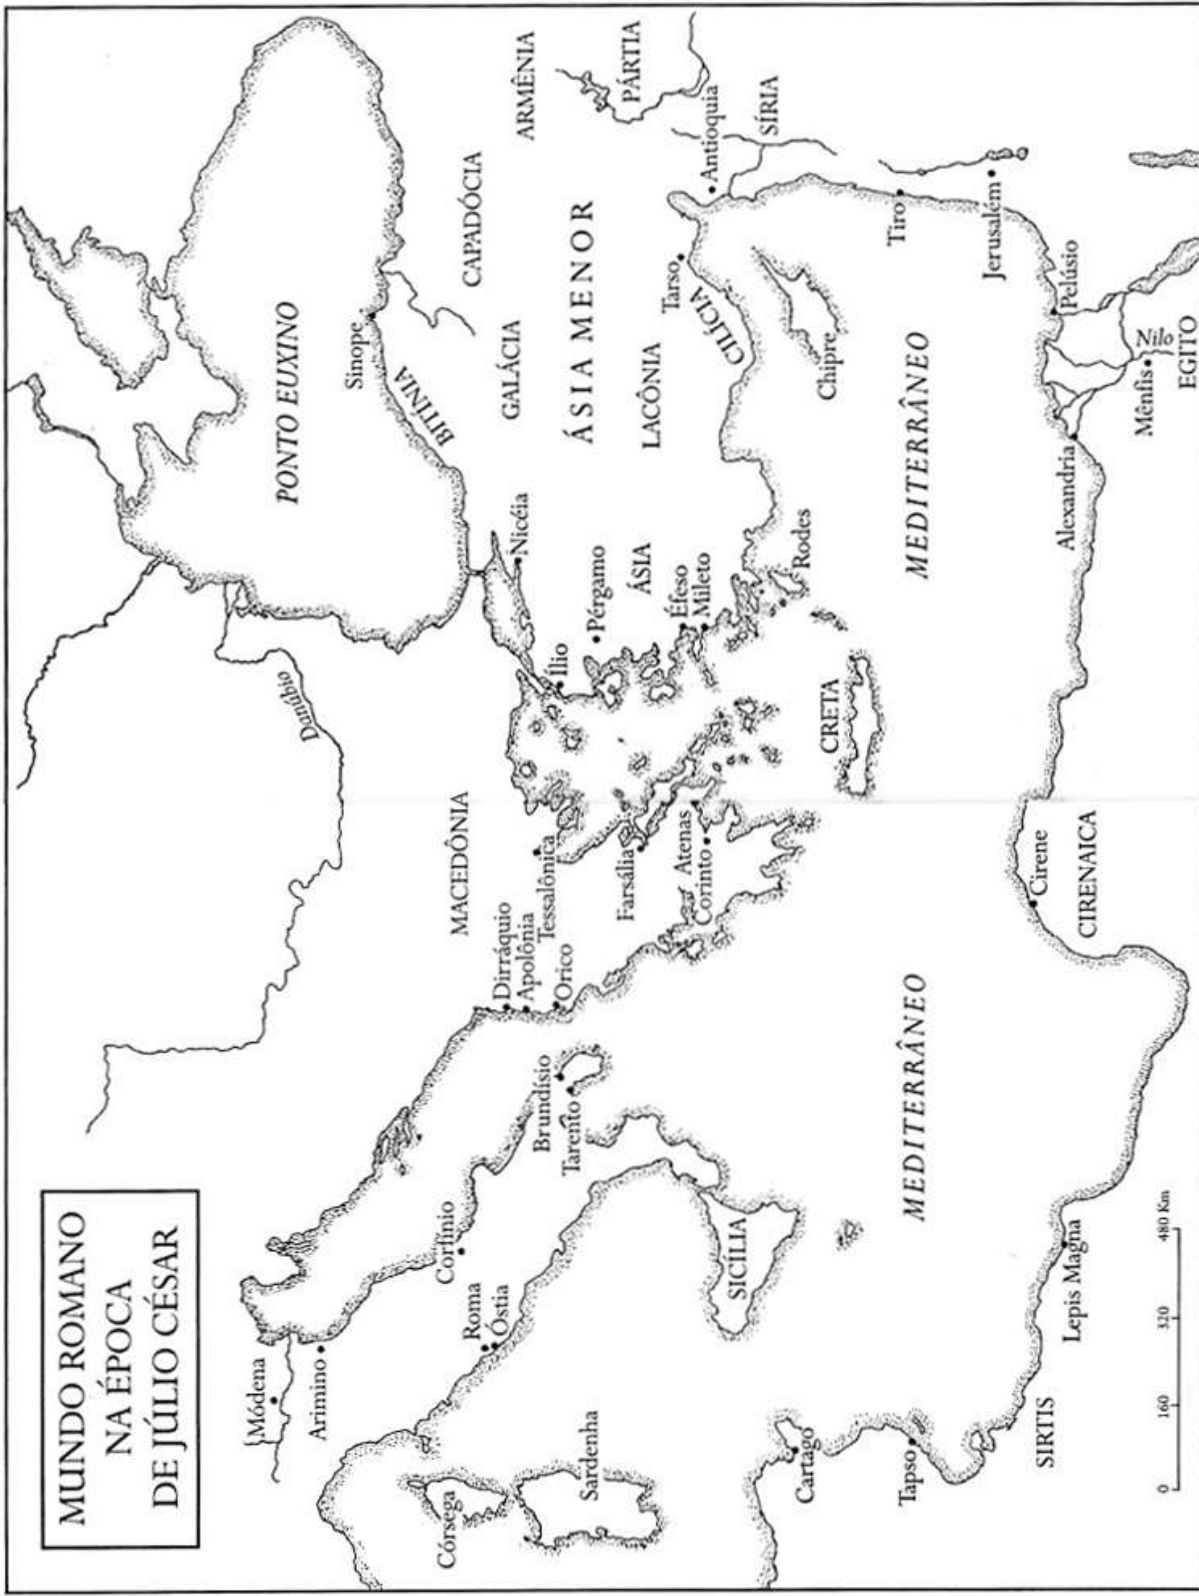 MUNDO ROMANO
NA ÉPOCA
DE JÚLIO CÉSAR
Módena
Arimino
Córsega
Sardenha
Roma
Óstia
Corfinio
Brundísio
Tarento
SICÍLIA
Cartago
Tapso
SIRTIS
Lepis Magna
0 160 320 480 Km
MEDITERRÂNEO
Danúbio
MACEDÔNIA
Dirráquio
Apolônia
Orico
Tessalônica
Farsália
Atenas
Corinto
CRETA
Cirene
CIRENAICA
PONTO EUXINO
Sinope
BITÍNIA
Nicéia
Ílio
Pérgamo
ÁSIA
Éfeso
Mileto
Rodes
GALÁCIA
CAPADÓCIA
ARMÊNIA
ÁSIA MENOR
LACÔNIA
CILÍCIA
Tarso
PÁRTIA
Antioquia
SÍRIA
Chipre
MEDITERRÂNEO
Tiro
Jerusalém
Pelúsio
Alexandria
Nilo
Mênfis
EGITO